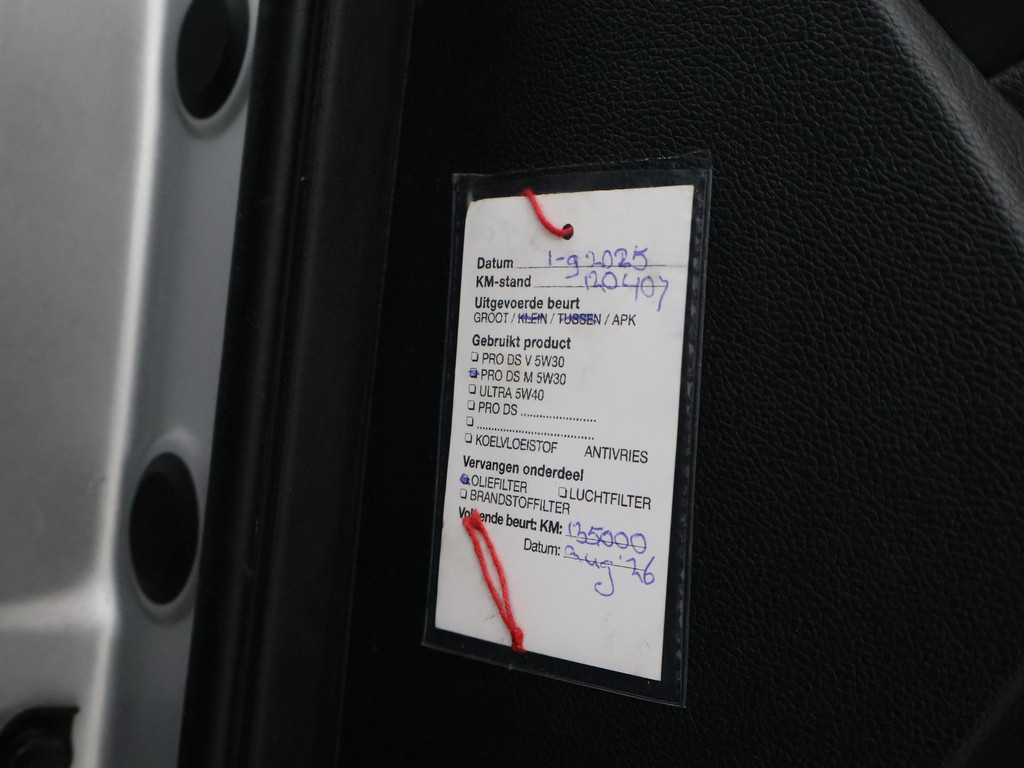 Datum 1-9 2025
KM-stand 120407
Uitgevoerde beurt
GROOT / KLEIN / TUSSEN / APK
Gebruikt product
PRO DS V 5W30
PRO DS M 5W30
ULTRA 5W40
PRO DS ......................
..................................
KOELVLOEISTOF ANTIVRIES
Vervangen onderdeel
OLIEFILTER LUCHTFILTER
BRANDSTOFFILTER
Volgende beurt: KM: 135000
Datum: aug '26